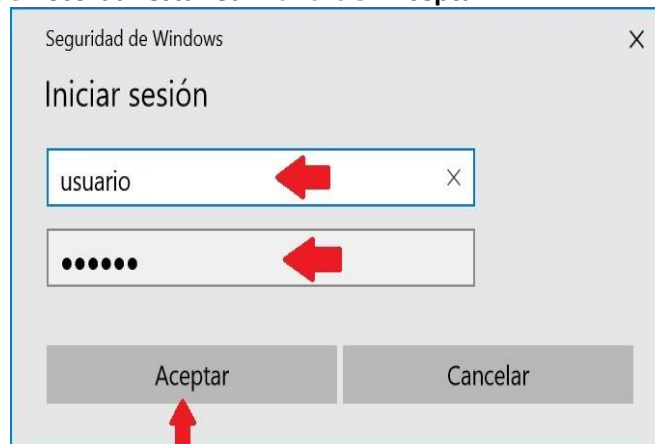 Seguridad de Windows
X
Iniciar sesión
usuario
X
••••••
Aceptar
Cancelar